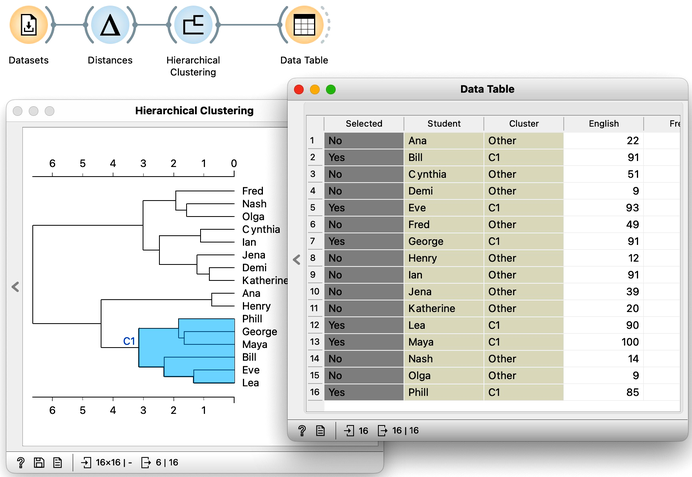 Datasets
Distances
Hierarchical
Clustering
Data Table
Data Table
Hierarchical Clustering
6 5 4 3 2 1 0
Fred
Nash
Olga
Cynthia
Ian
Jena
Demi
Katherine
Ana
Henry
Phill
George
Maya
Bill
Eve
Lea
C1
6 5 4 3 2 1
16×16 | - 6 | 16
Selected Student Cluster English Fre
1 No Ana Other 22
2 Yes Bill C1 91
3 No Cynthia Other 51
4 No Demi Other 9
5 Yes Eve C1 93
6 No Fred Other 49
7 Yes George C1 91
8 No Henry Other 12
9 No Ian Other 91
10 No Jena Other 39
11 No Katherine Other 20
12 Yes Lea C1 90
13 Yes Maya C1 100
14 No Nash Other 14
15 No Olga Other 9
16 Yes Phill C1 85
16 16 | 16